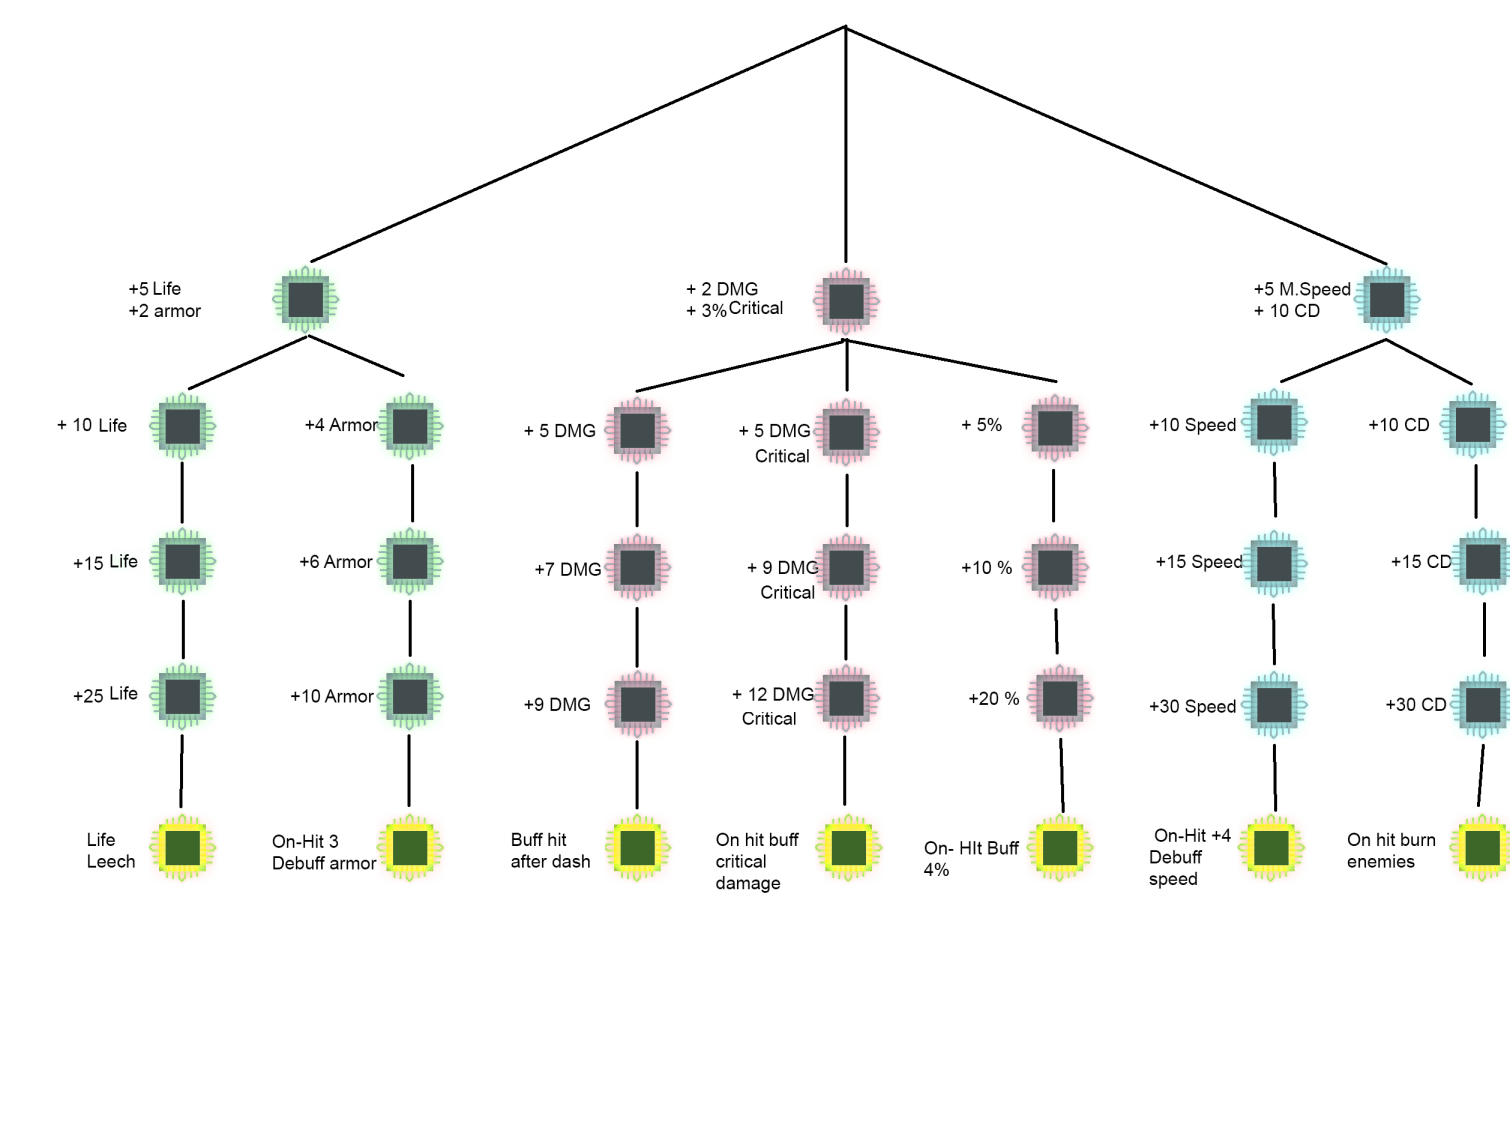 +5 Life
+2 armor
+ 2 DMG
+ 3% Critical
+5 M.Speed
+ 10 CD
+ 10 Life
+4 Armor
+ 5 DMG
+ 5 DMG
Critical
+ 5%
+10 Speed
+10 CD
+15 Life
+6 Armor
+7 DMG
+ 9 DMG
Critical
+10 %
+15 Speed
+15 CD
+25 Life
+10 Armor
+9 DMG
+ 12 DMG
Critical
+20 %
+30 Speed
+30 CD
Life
Leech
On-Hit 3
Debuff armor
Buff hit
after dash
On hit buff
critical
damage
On- HIt Buff
4%
On-Hit +4
Debuff
speed
On hit burn
enemies